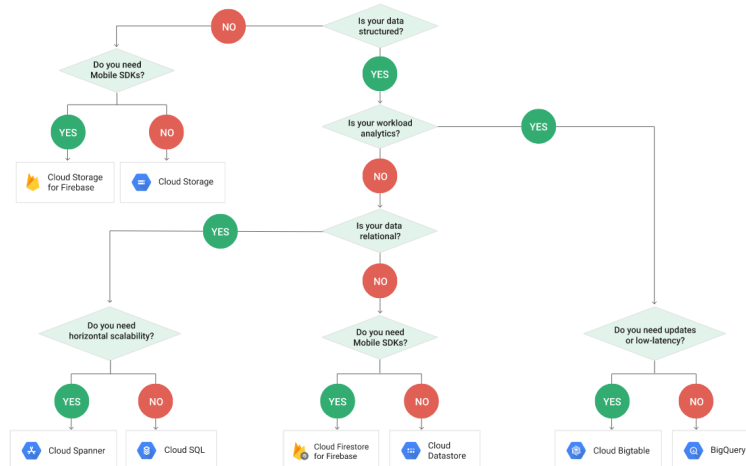 Is your data
structured?
NO
YES
Do you need
Mobile SDKs?
YES
NO
Cloud Storage
for Firebase
Cloud Storage
Is your workload
analytics?
YES
NO
Is your data
relational?
YES
NO
Do you need
horizontal scalability?
YES
NO
Cloud Spanner
Cloud SQL
Do you need
Mobile SDKs?
YES
NO
Cloud Firestore
for Firebase
Cloud
Datastore
Do you need updates
or low-latency?
YES
NO
Cloud Bigtable
BigQuery